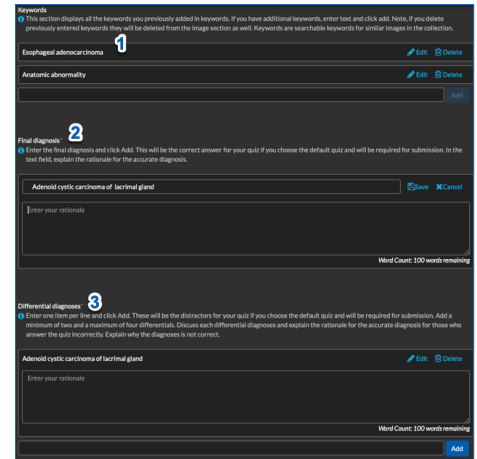 Keywords
This section displays all the keywords you previously added in keywords. If you have additional keywords, enter text and click add. Note, if you delete
previously entered keywords they will be deleted from the image section as well. Keywords are searchable keywords for similar images in the collection.
1
Esophageal adenocarcinoma Edit Delete
Anatomic abnormality Edit Delete
Add
2
Final diagnosis*
Enter the final diagnosis and click Add. This will be the correct answer for your quiz if you choose the default quiz and will be required for submission. In the
text field, explain the rationale for the accurate diagnosis.
Adenoid cystic carcinoma of lacrimal gland Save Cancel
Enter your rationale
Word Count: 100 words remaining
3
Differential diagnoses*
Enter one item per line and click Add. These will be the distractors for your quiz if you choose the default quiz and will be required for submission. Add a
minimum of two and a maximum of four differentials. Discuss each differential diagnoses and explain the rationale for the accurate diagnosis for those who
answer the quiz incorrectly. Explain why the diagnoses is not correct.
Adenoid cystic carcinoma of lacrimal gland Edit Delete
Enter your rationale
Word Count: 100 words remaining
Add